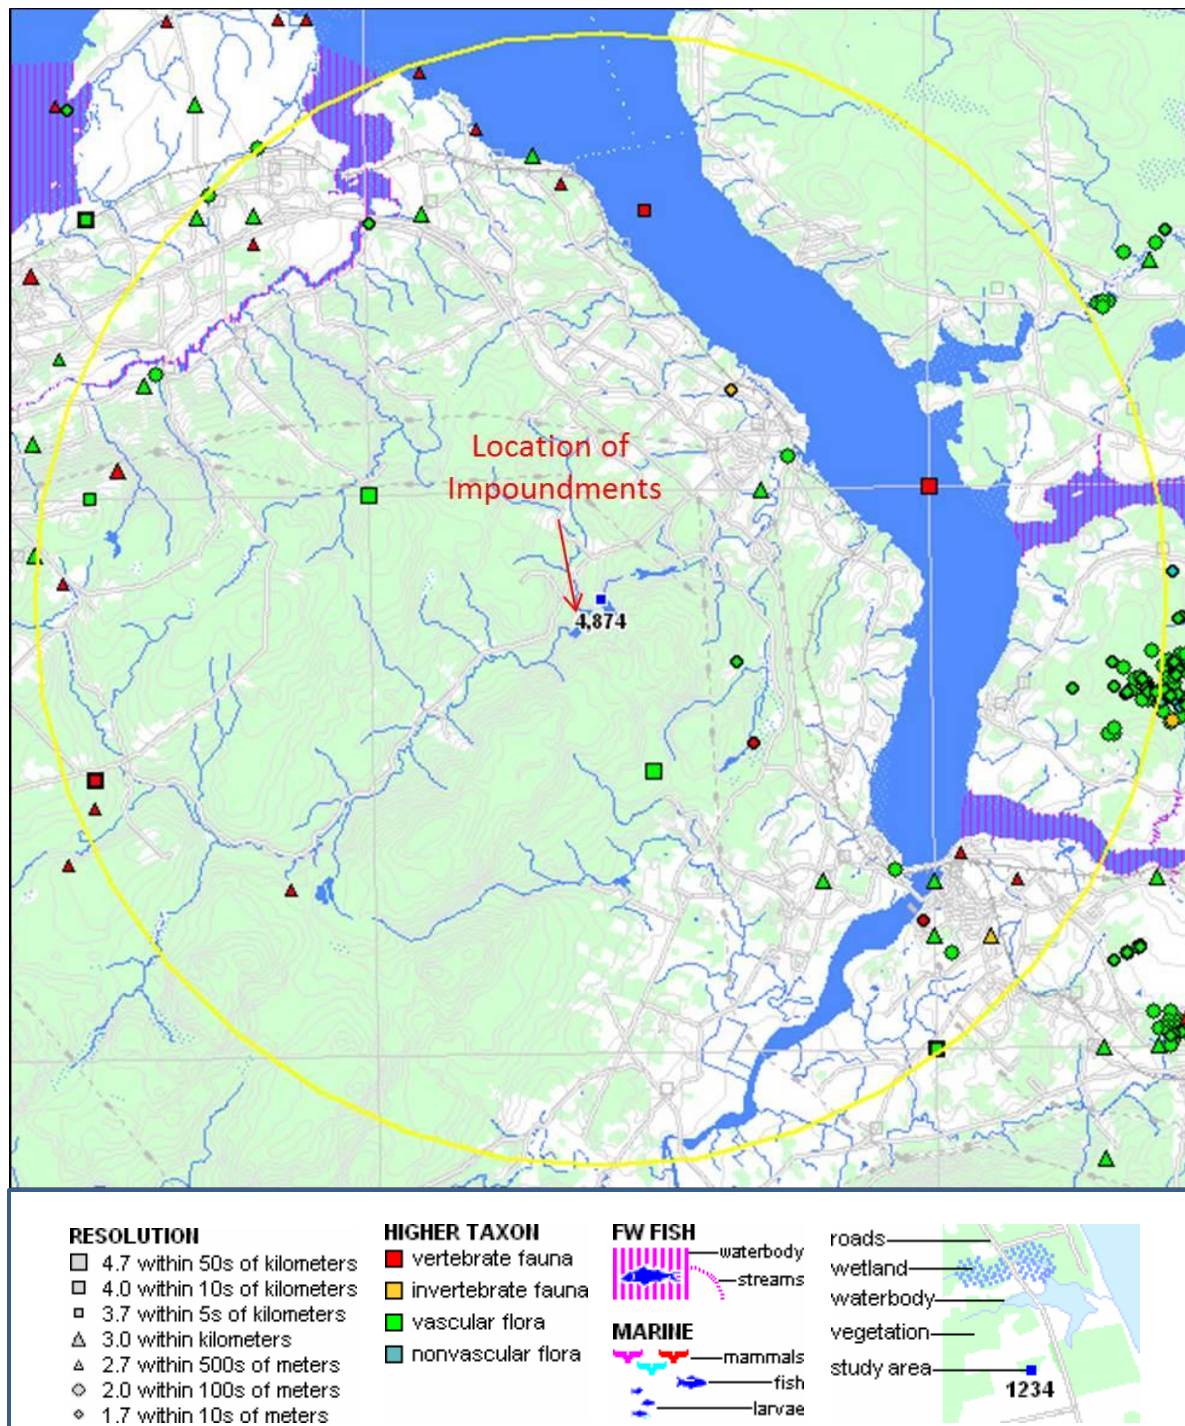 Location of
Impoundments
4,874
RESOLUTION
4.7 within 50s of kilometers
4.0 within 10s of kilometers
3.7 within 5s of kilometers
3.0 within kilometers
2.7 within 500s of meters
2.0 within 100s of meters
1.7 within 10s of meters
HIGHER TAXON
vertebrate fauna
invertebrate fauna
vascular flora
nonvascular flora
FW FISH
waterbody
streams
MARINE
mammals
fish
larvae
roads
wetland
waterbody
vegetation
study area
1234